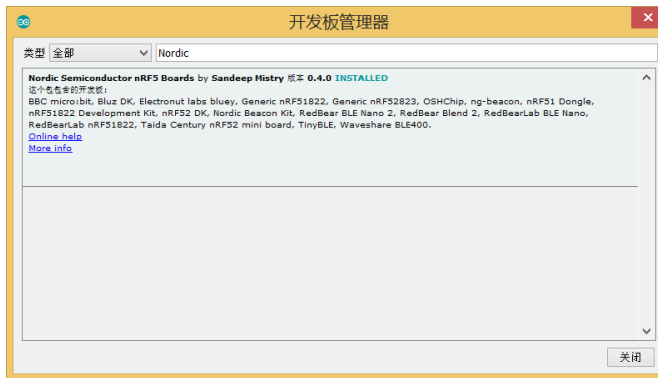 开发板管理器
类型 全部 Nordic
Nordic Semiconductor nRF5 Boards by Sandeep Mistry 版本 0.4.0 INSTALLED
这个包包含的开发板：
BBC micro:bit, Bluz DK, Electronut labs bluey, Generic nRF51822, Generic nRF52823, OSHChip, ng-beacon, nRF51 Dongle,
nRF51822 Development Kit, nRF52 DK, Nordic Beacon Kit, RedBear BLE Nano 2, RedBear Blend 2, RedBearLab BLE Nano,
RedBearLab nRF51822, Taida Century nRF52 mini board, TinyBLE, Waveshare BLE400.
Online help
More info
关闭